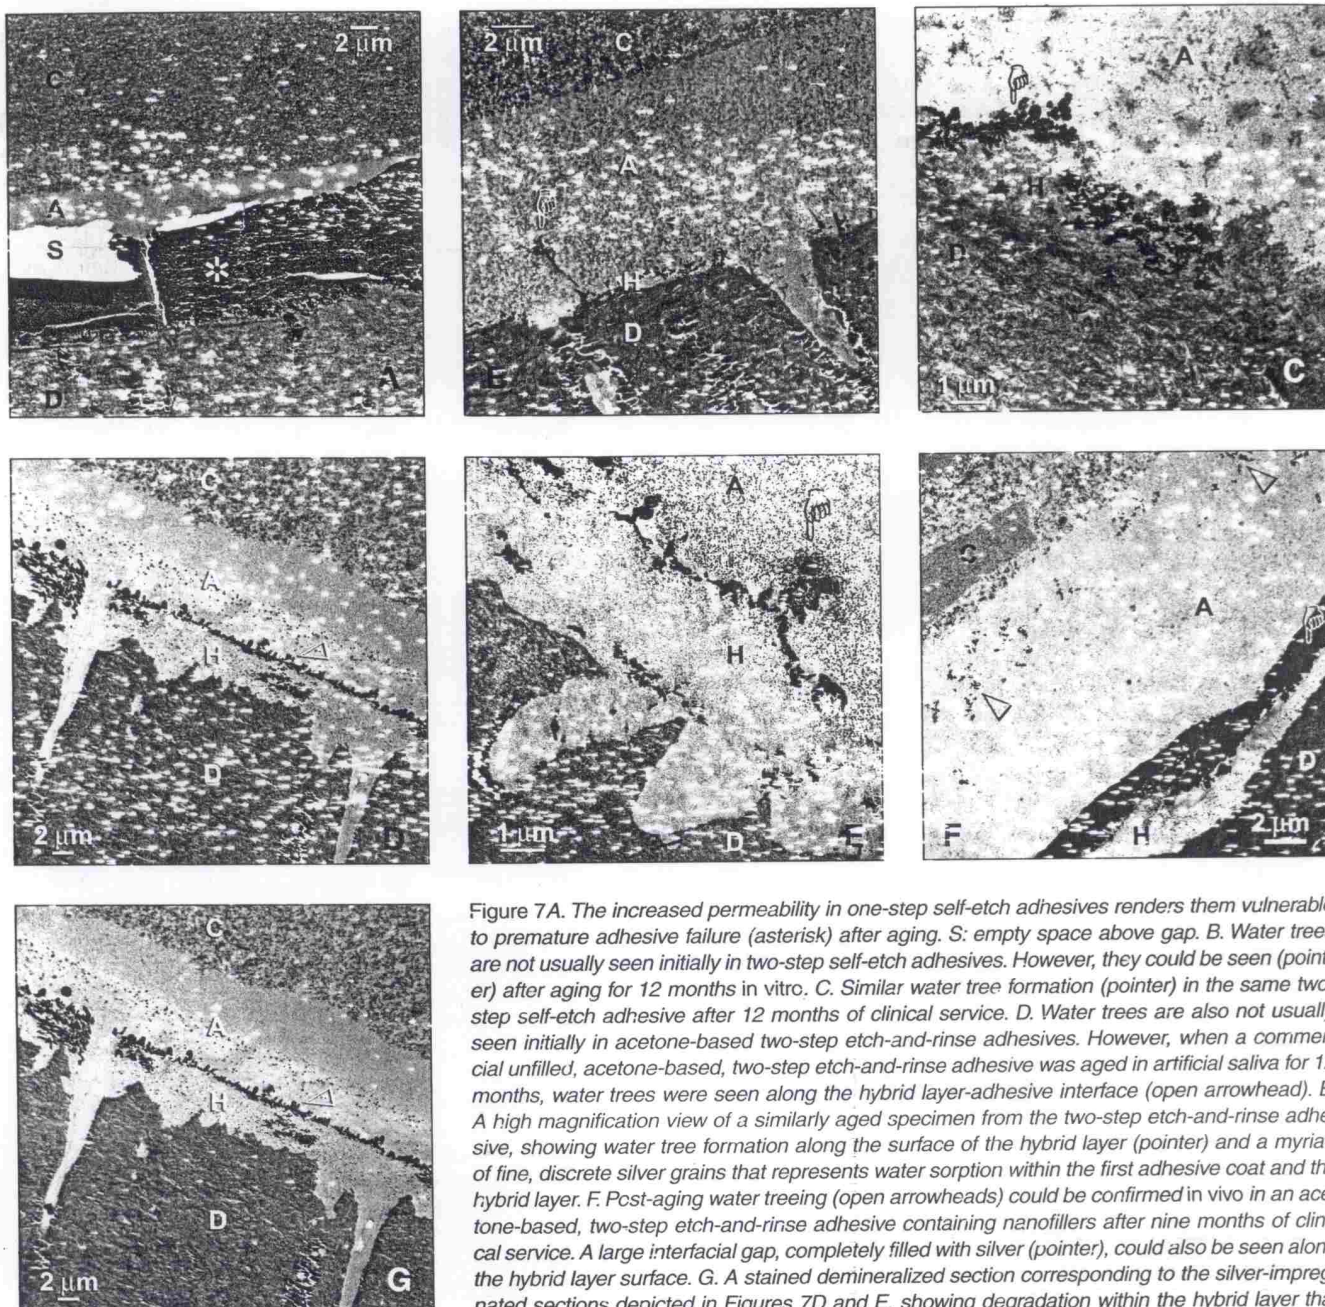 2 µm
C
A
S
*
D
A
2 µm
C
A
H
D
A
H
D
C
1 µm
C
A
H
D
2 µm
D
A
H
D
1 µm
E
C
A
D
F
H
2 µm
C
A
H
D
2 µm
G
Figure 7A. The increased permeability in one-step self-etch adhesives renders them vulnerable
to premature adhesive failure (asterisk) after aging. S: empty space above gap. B. Water tree
are not usually seen initially in two-step self-etch adhesives. However, they could be seen (point-
er) after aging for 12 months in vitro. C. Similar water tree formation (pointer) in the same two
step self-etch adhesive after 12 months of clinical service. D. Water trees are also not usuall
seen initially in acetone-based two-step etch-and-rinse adhesives. However, when a commer
cial unfilled, acetone-based, two-step etch-and-rinse adhesive was aged in artificial saliva for 1
months, water trees were seen along the hybrid layer-adhesive interface (open arrowhead). E
A high magnification view of a similarly aged specimen from the two-step etch-and-rinse adhe
sive, showing water tree formation along the surface of the hybrid layer (pointer) and a myria
of fine, discrete silver grains that represents water sorption within the first adhesive coat and th
hybrid layer. F. Post-aging water treeing (open arrowheads) could be confirmed in vivo in an ace
tone-based, two-step etch-and-rinse adhesive containing nanofillers after nine months of clin
cal service. A large interfacial gap, completely filled with silver (pointer), could also be seen alon
the hybrid layer surface. G. A stained demineralized section corresponding to the silver-impreg
nated sections depicted in Figures 7D and E, showing degradation within the hybrid layer tha